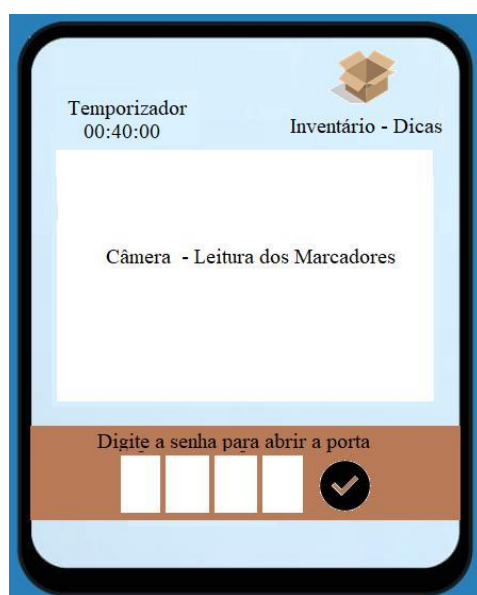 Temporizador
00:40:00
Inventário - Dicas
Câmera - Leitura dos Marcadores
Digite a senha para abrir a porta